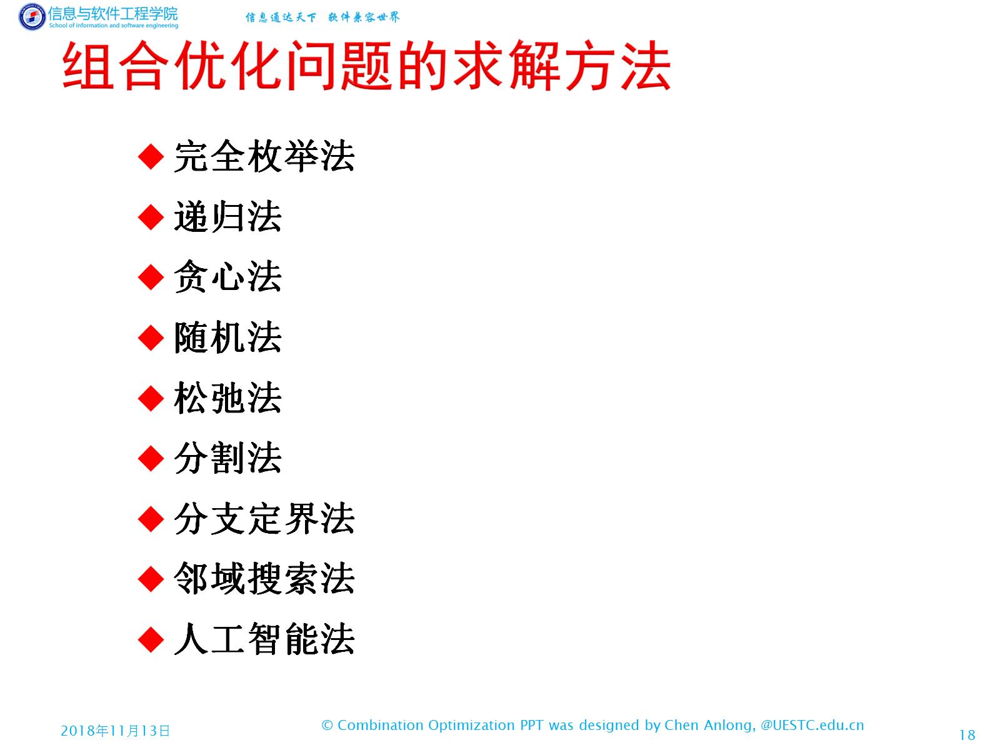 信息与软件工程学院
School of information and software engineering
信息通达天下 软件兼容世界
组合优化问题的求解方法
完全枚举法
递归法
贪心法
随机法
松弛法
分割法
分支定界法
邻域搜索法
人工智能法
2018年11月13日
© Combination Optimization PPT was designed by Chen Anlong, @UESTC.edu.cn
18